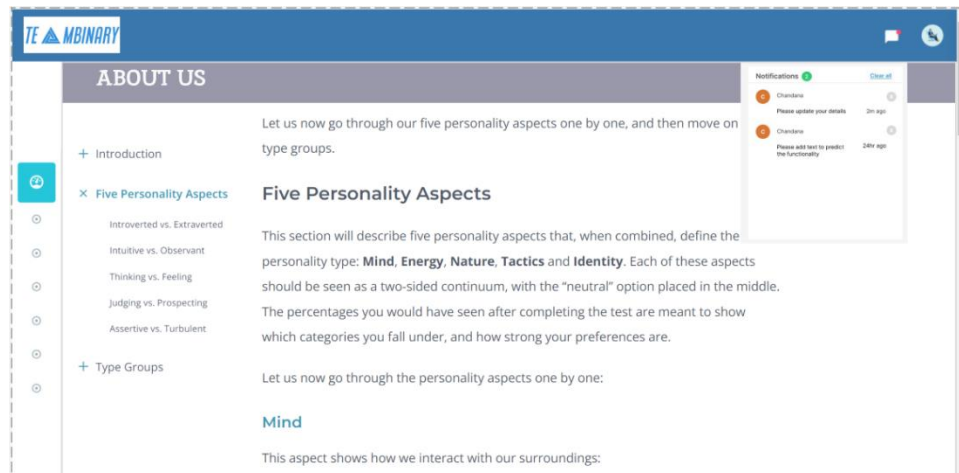 TE MBINARY
ABOUT US
Notifications
Clear all
C
Chandana
Please update your details
2m ago
C
Chandana
Please add text to predict
the functionality
24hr ago
+ Introduction
× Five Personality Aspects
Introverted vs. Extraverted
Intuitive vs. Observant
Thinking vs. Feeling
Judging vs. Prospecting
Assertive vs. Turbulent
+ Type Groups
Let us now go through our five personality aspects one by one, and then move on
type groups.
Five Personality Aspects
This section will describe five personality aspects that, when combined, define the
personality type: Mind, Energy, Nature, Tactics and Identity. Each of these aspects
should be seen as a two-sided continuum, with the “neutral” option placed in the middle.
The percentages you would have seen after completing the test are meant to show
which categories you fall under, and how strong your preferences are.
Let us now go through the personality aspects one by one:
Mind
This aspect shows how we interact with our surroundings: